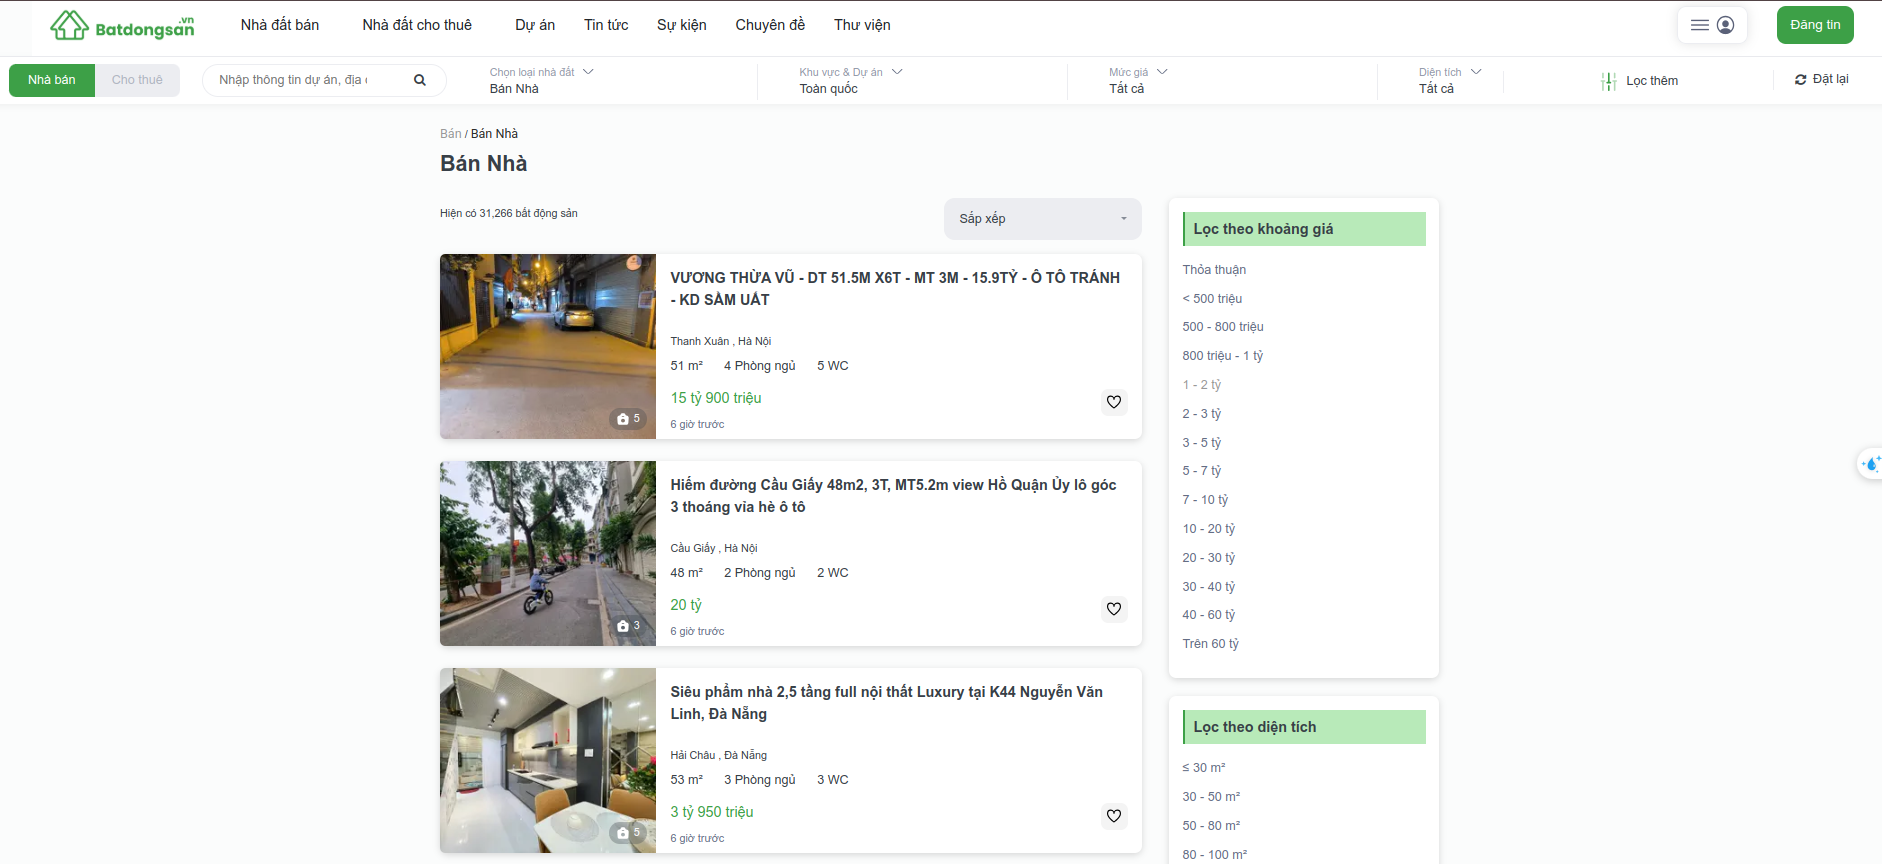 Batdongsan.vn
Nhà đất bán
Nhà đất cho thuê
Dự án
Tin tức
Sự kiện
Chuyên đề
Thư viện
Đăng tin
Nhà bán
Cho thuê
Nhập thông tin dự án, địa
Chọn loại nhà đất
Bán Nhà
Khu vực & Dự án
Toàn quốc
Mức giá
Tất cả
Diện tích
Tất cả
Lọc thêm
Đặt lại
Bán / Bán Nhà
Bán Nhà
Hiện có 31,266 bất động sản
Sắp xếp
VƯƠNG THỪA VŨ - DT 51.5M X6T - MT 3M - 15.9TỶ - Ô TÔ TRÁNH
- KD SẦM UẤT
Thanh Xuân , Hà Nội
51 m² 4 Phòng ngủ 5 WC
15 tỷ 900 triệu
6 giờ trước
5
Hiếm đường Cầu Giấy 48m2, 3T, MT5.2m view Hồ Quận Ủy lô góc
3 thoáng vỉa hè ô tô
Cầu Giấy , Hà Nội
48 m² 2 Phòng ngủ 2 WC
20 tỷ
6 giờ trước
3
Siêu phẩm nhà 2,5 tầng full nội thất Luxury tại K44 Nguyễn Văn
Linh, Đà Nẵng
Hải Châu , Đà Nẵng
53 m² 3 Phòng ngủ 3 WC
3 tỷ 950 triệu
6 giờ trước
5
Lọc theo khoảng giá
Thỏa thuận
< 500 triệu
500 - 800 triệu
800 triệu - 1 tỷ
1 - 2 tỷ
2 - 3 tỷ
3 - 5 tỷ
5 - 7 tỷ
7 - 10 tỷ
10 - 20 tỷ
20 - 30 tỷ
30 - 40 tỷ
40 - 60 tỷ
Trên 60 tỷ
Lọc theo diện tích
≤ 30 m²
30 - 50 m²
50 - 80 m²
80 - 100 m²